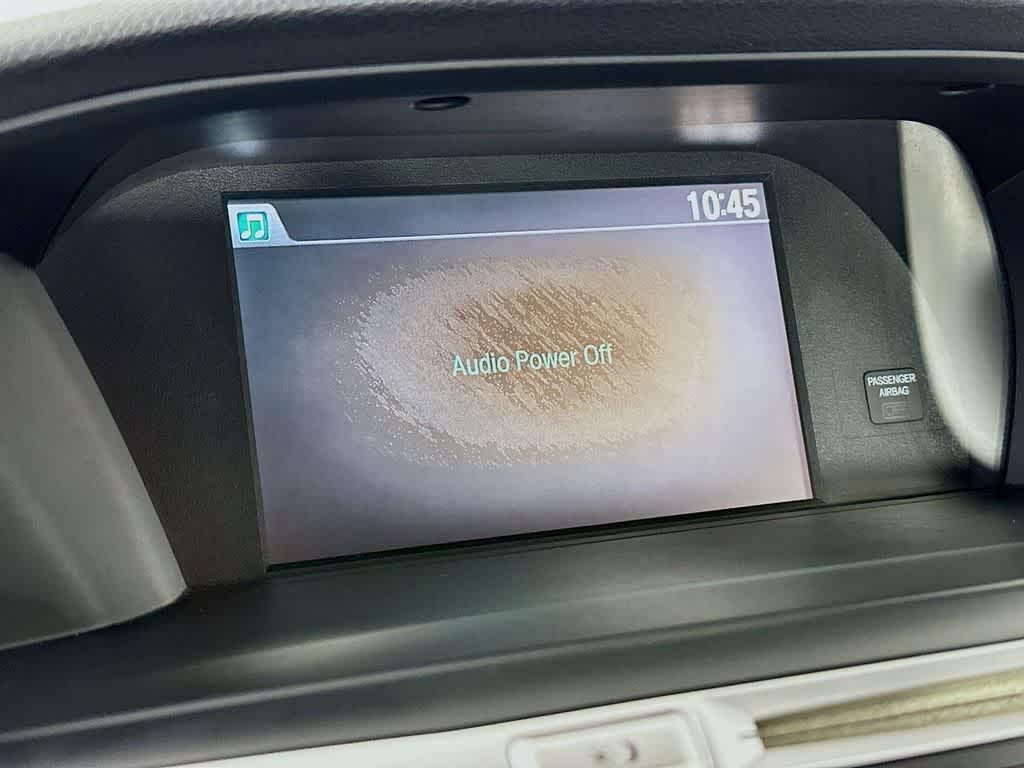 10:45
Audio Power Off
PASSENGER
AIRBAG